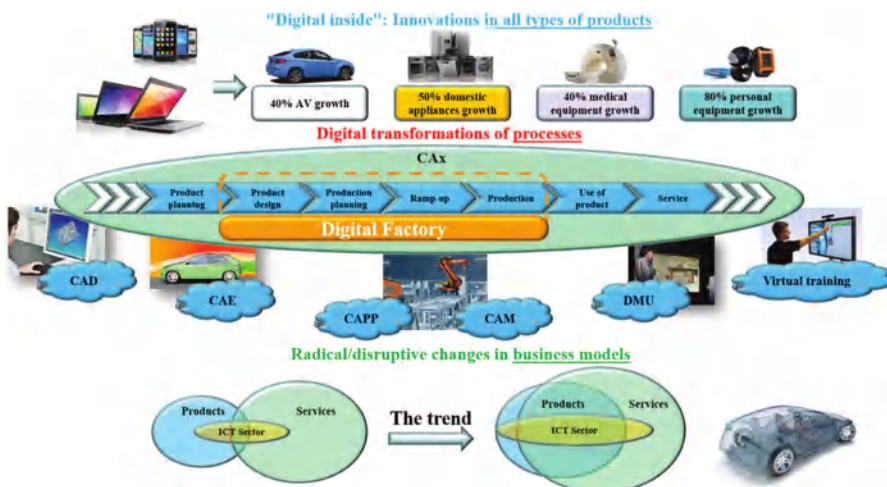 "Digital inside": Innovations in all types of products
40% AV growth
50% domestic
appliances growth
40% medical
equipment growth
80% personal
equipment growth
Digital transformations of processes
CAx
Product
planning
Product
design
Production
planning
Ramp-up
Production
Use of
product
Service
Digital Factory
CAD
CAE
CAPP
CAM
DMU
Virtual training
Radical/disruptive changes in business models
Products
Services
ICT Sector
The trend
Products
Services
ICT Sector